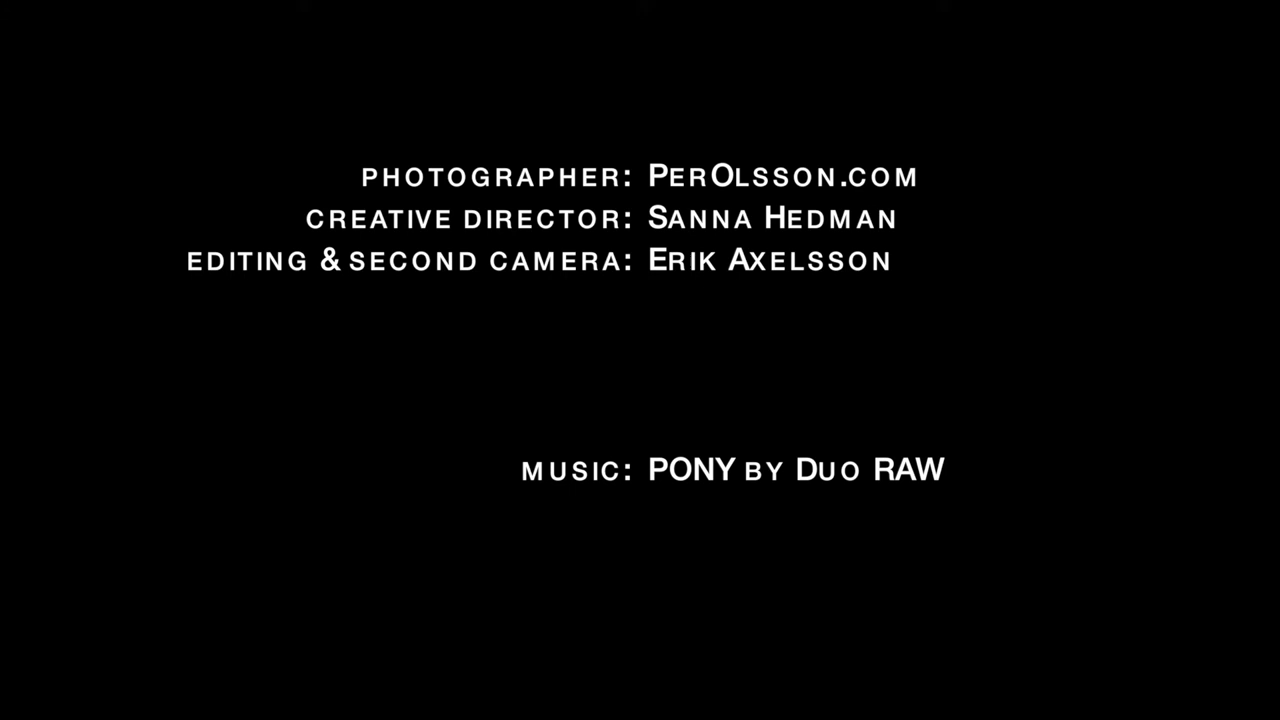 PHOTOGRAPHER: PEROLSSON.COM
CREATIVE DIRECTOR: SANNA HEDMAN
EDITING & SECOND CAMERA: ERIK AXELSSON
MUSIC: PONY BY DUO RAW